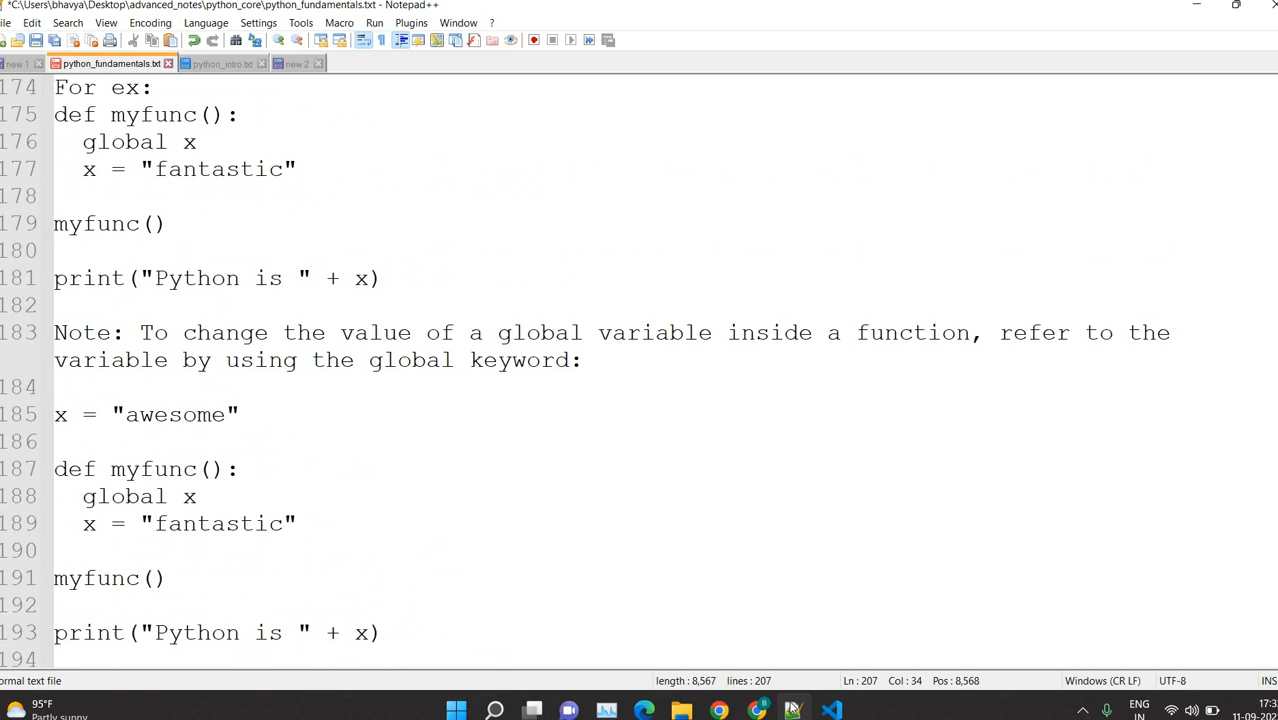 *C:\Users\bhavya\Desktop\advanced_notes\python_core\python_fundamentals.txt - Notepad++
ile Edit Search View Encoding Language Settings Tools Macro Run Plugins Window ?
new 1 python_fundamentals.txt python_intro.txt new 2
174 For ex:
175 def myfunc():
176   global x
177   x = "fantastic"
178
179 myfunc()
180
181 print("Python is " + x)
182
183 Note: To change the value of a global variable inside a function, refer to the
variable by using the global keyword:
184
185 x = "awesome"
186
187 def myfunc():
188   global x
189   x = "fantastic"
190
191 myfunc()
192
193 print("Python is " + x)
194
ormal text file length : 8,567 lines : 207 Ln : 207 Col : 34 Pos : 8,568 Windows (CR LF) UTF-8 INS
95°F ENG 17:3
Partly sunny IN 11-09-202